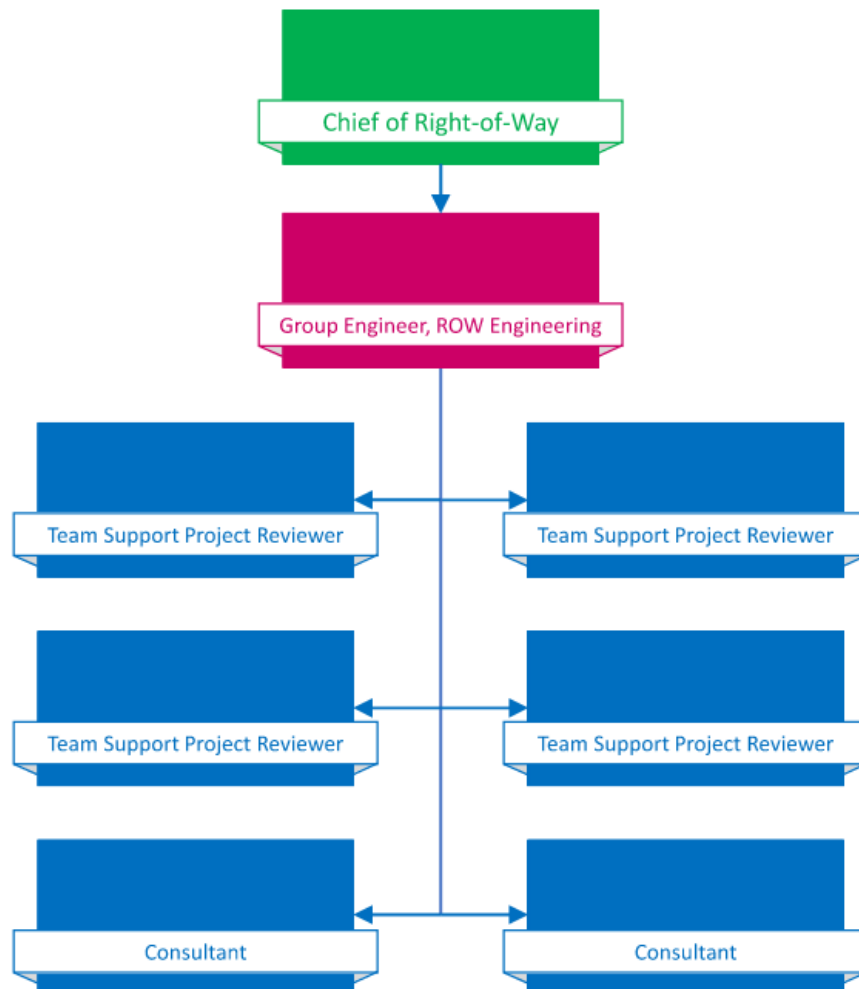 Chief of Right-of-Way
Group Engineer, ROW Engineering
Team Support Project Reviewer
Team Support Project Reviewer
Team Support Project Reviewer
Team Support Project Reviewer
Consultant
Consultant